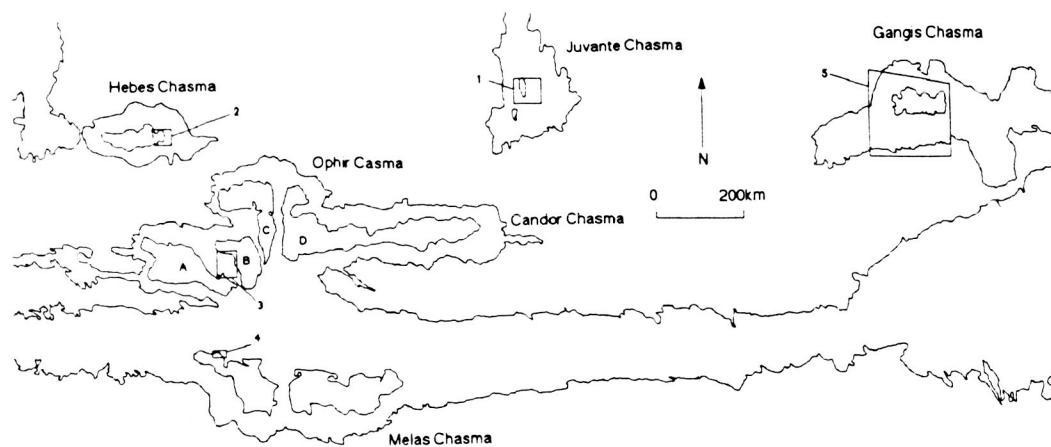 Juvante Chasma
Gangis Chasma
Hebes Chasma
1
5
2
Ophir Casma
N
0 200km
Candor Chasma
C
D
A
B
3
4
Melas Chasma